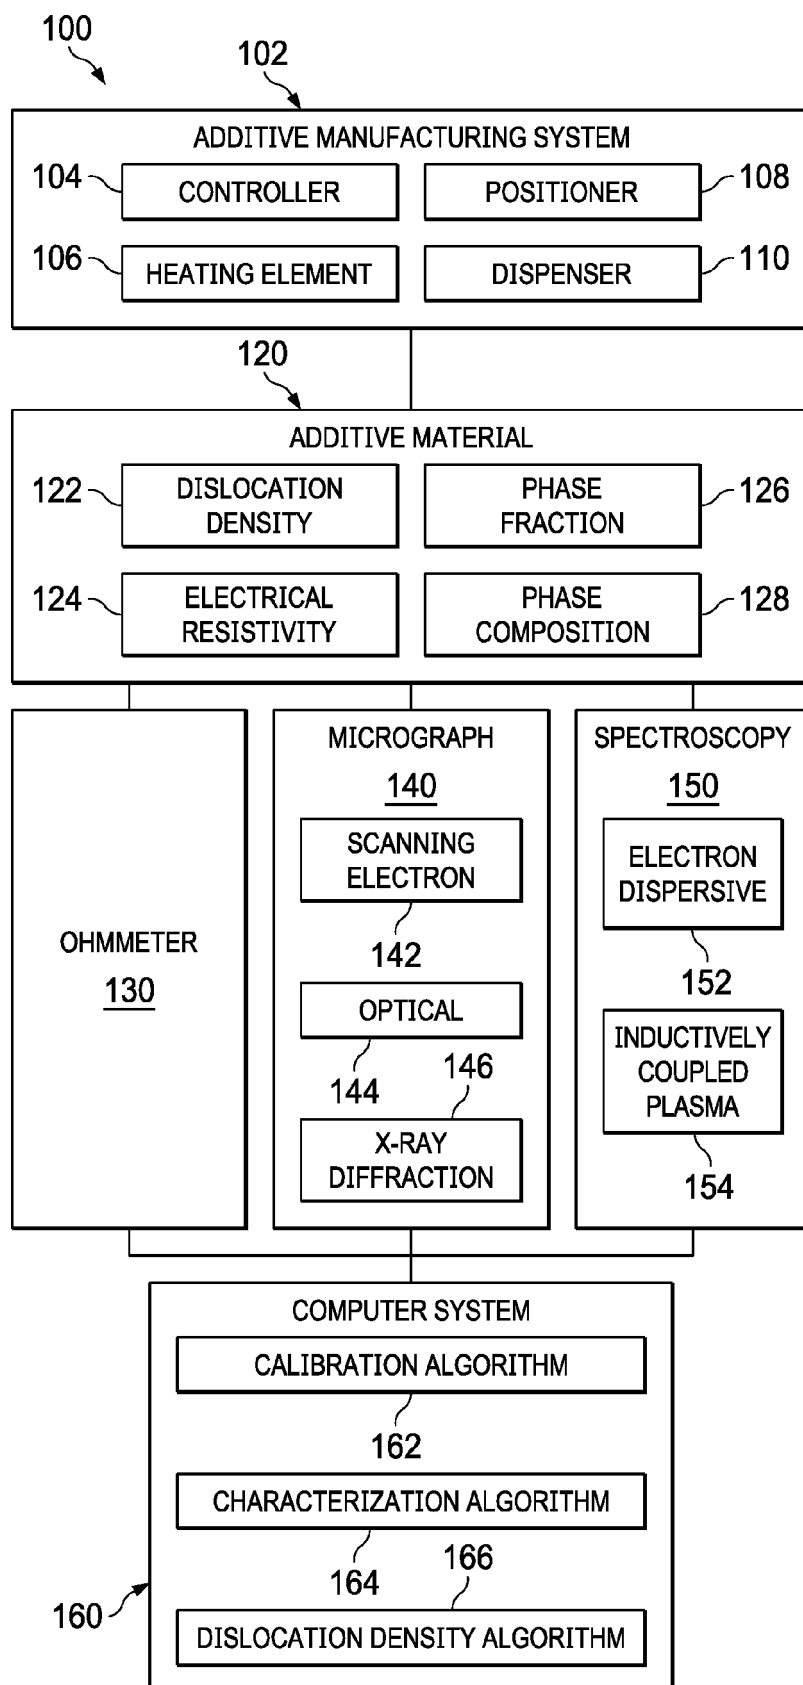 100
102
ADDITIVE MANUFACTURING SYSTEM
104 CONTROLLER POSITIONER 108
106 HEATING ELEMENT DISPENSER 110
120
ADDITIVE MATERIAL
122 DISLOCATION DENSITY PHASE FRACTION 126
124 ELECTRICAL RESISTIVITY PHASE COMPOSITION 128
OHMMETER
130
MICROGRAPH
140
SCANNING
ELECTRON
142
OPTICAL
144
146
X-RAY
DIFFRACTION
SPECTROSCOPY
150
ELECTRON
DISPERSIVE
152
INDUCTIVELY
COUPLED
PLASMA
154
COMPUTER SYSTEM
CALIBRATION ALGORITHM
162
CHARACTERIZATION ALGORITHM
164
166
160
DISLOCATION DENSITY ALGORITHM